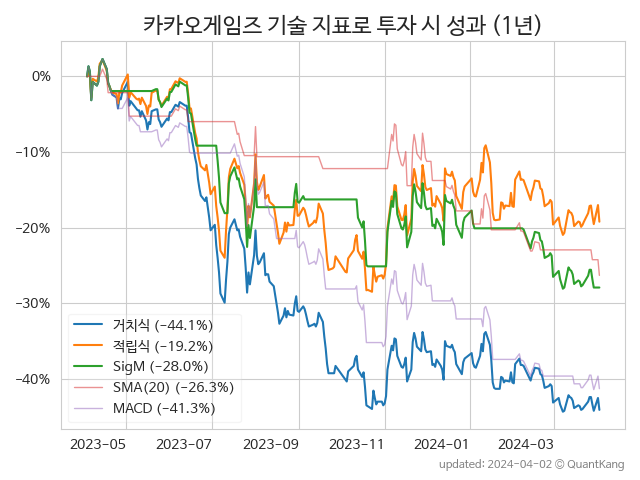 카카오게임즈 기술 지표로 투자 시 성과 (1년)
0%
−10%
−20%
−30%
−40%
거치식 (−44.1%)
적립식 (−19.2%)
SigM (−28.0%)
SMA(20) (−26.3%)
MACD (−41.3%)
2023−05 2023−07 2023−09 2023−11 2024−01 2024−03
updated: 2024−04−02 © QuantKang